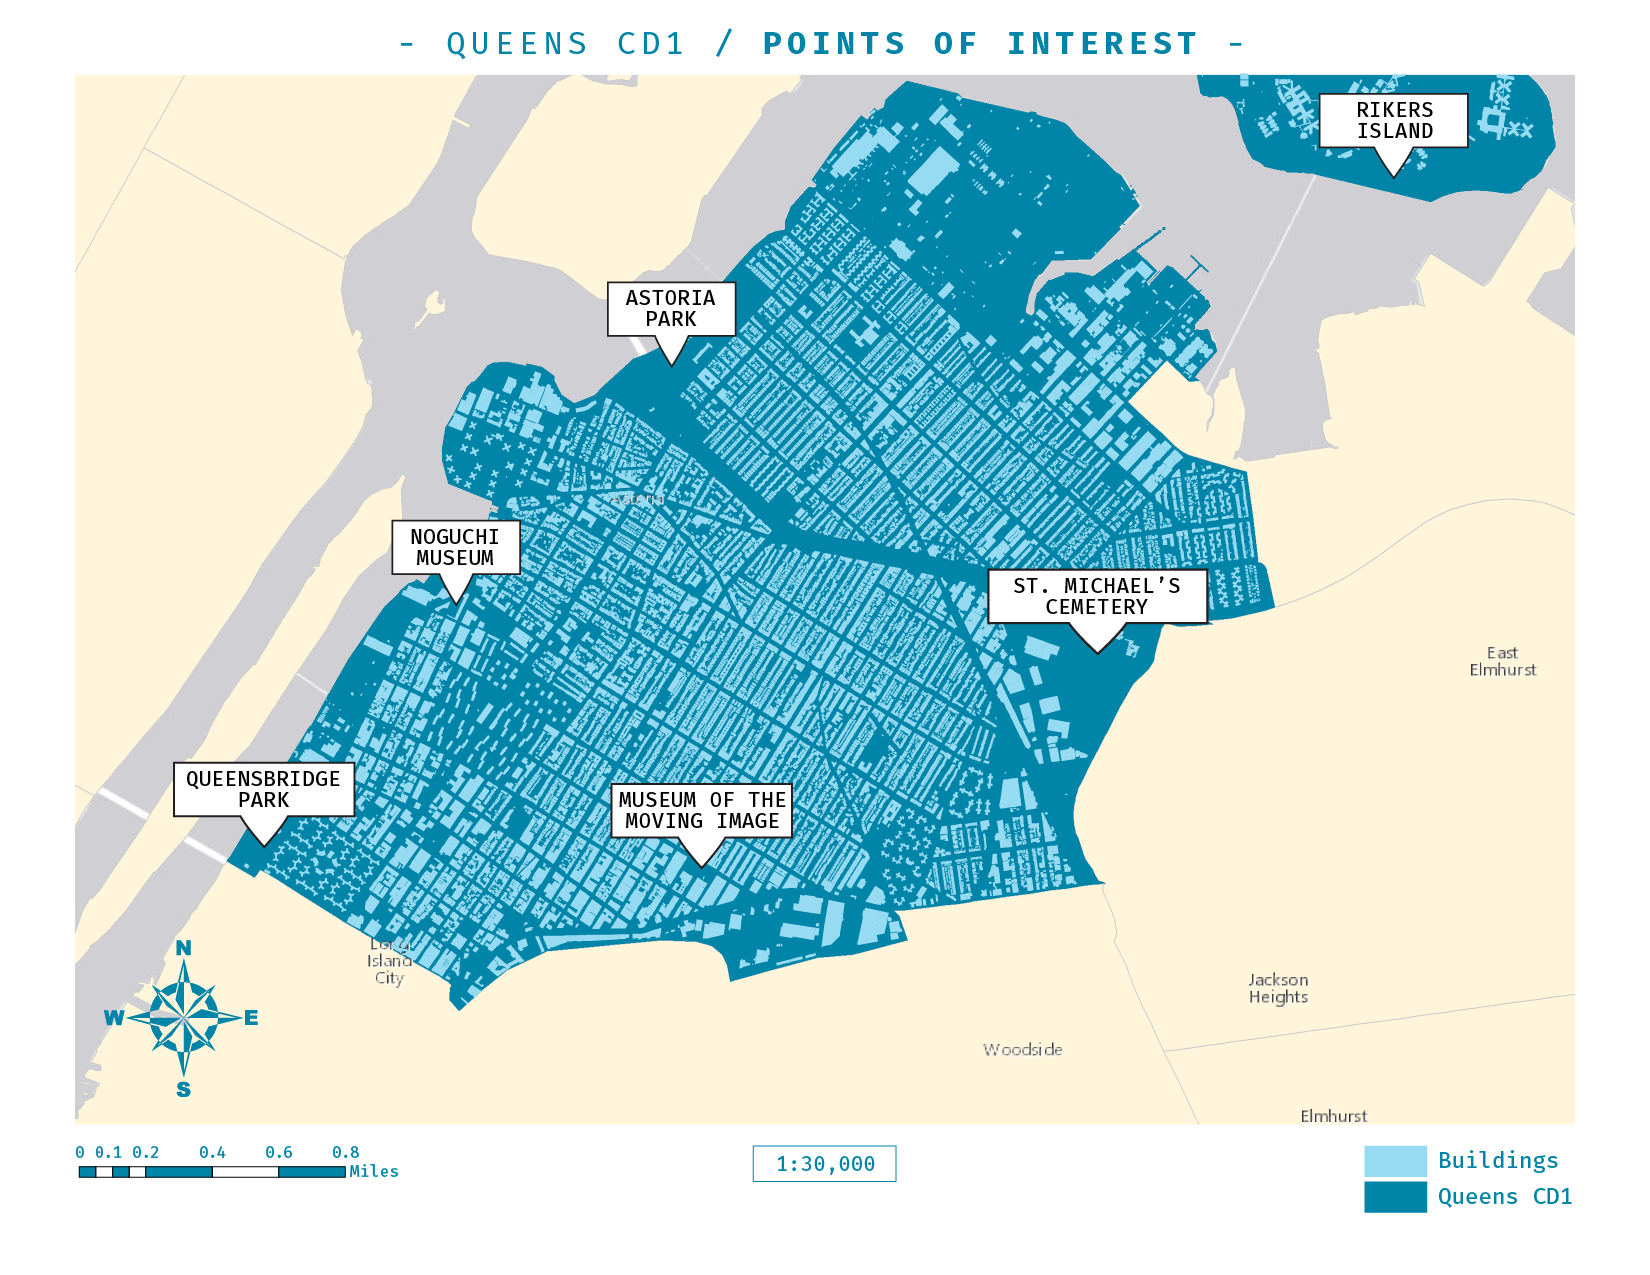 - QUEENS CD1 / POINTS OF INTEREST -
RIKERS
ISLAND
ASTORIA
PARK
Astoria
NOGUCHI
MUSEUM
ST. MICHAEL'S
CEMETERY
East
Elmhurst
QUEENSBRIDGE
PARK
MUSEUM OF THE
MOVING IMAGE
Long
Island
City
N
W
E
S
Jackson
Heights
Woodside
Elmhurst
0 0.1 0.2 0.4 0.6 0.8
Miles
1:30,000
Buildings
Queens CD1